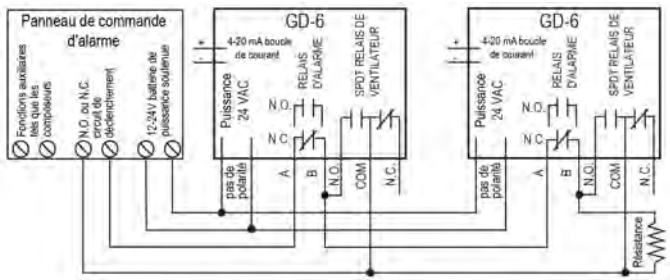 Panneau de commande
d'alarme
Fonctions auxiliaires
tels que les
composeurs
N.O. ou N.C.
circuit de
déclenchement
12-24V batterie de
puissance soutenue
GD-6
+
-
4-20 mA boucle
de courant
Puissance
24 VAC
RELAIS
D'ALARME
SPDT RELAIS DE
VENTILATEUR
N.O.
N.C.
pas de
polarité
A
B
N.O.
COM
N.C.
GD-6
+
-
4-20 mA boucle
de courant
Puissance
24 VAC
RELAIS
D'ALARME
SPDT RELAIS DE
VENTILATEUR
N.O.
N.C.
pas de
polarité
A
B
N.O.
COM
N.C.
Résistance